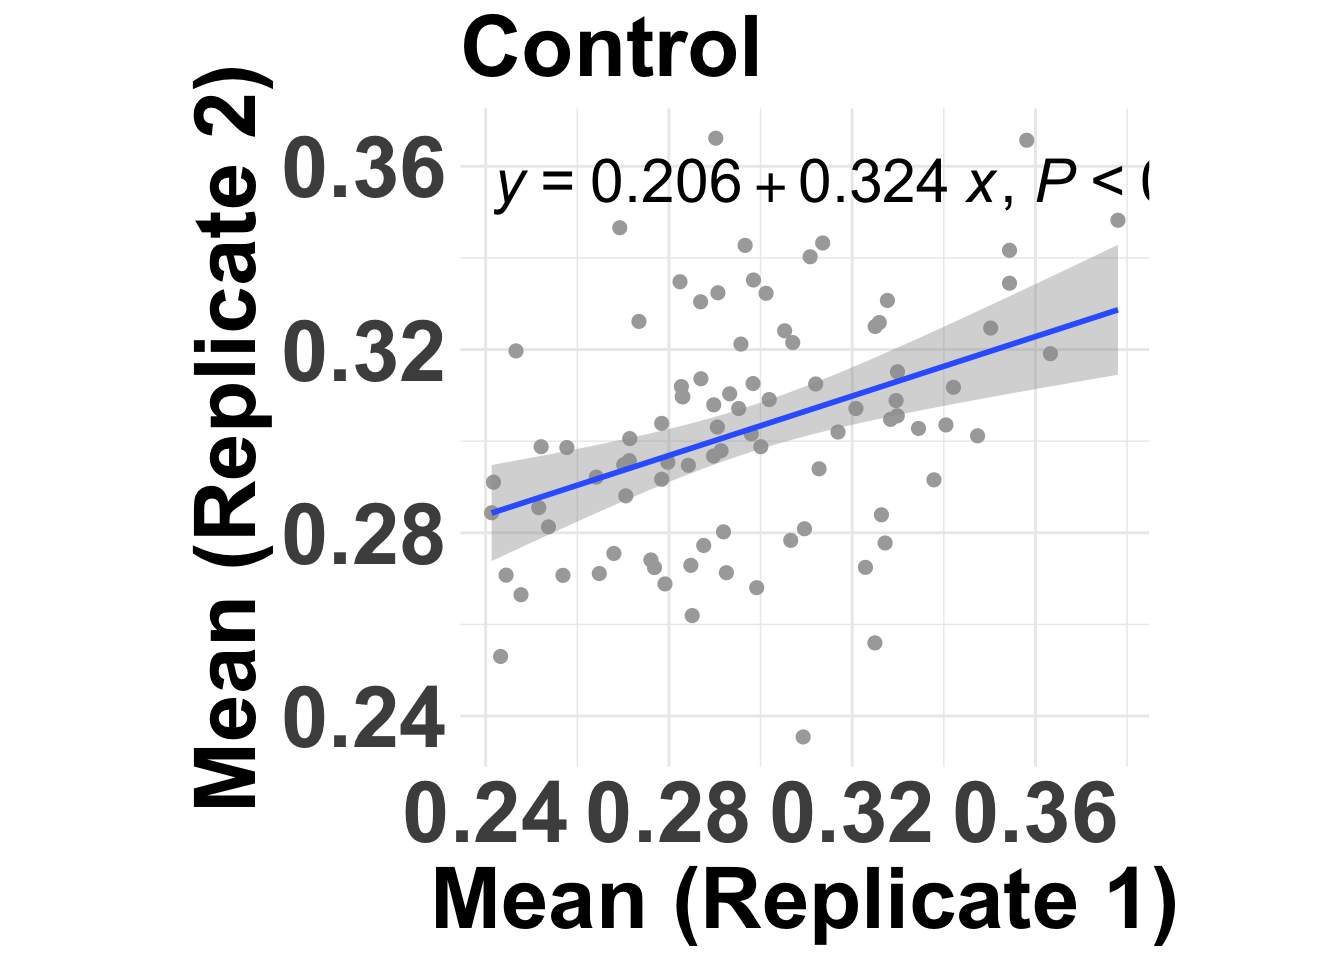 Control
Mean (Replicate 2)
0.36
0.32
0.28
0.24
y = 0.206 + 0.324 x, P <
0.24 0.28 0.32 0.36
Mean (Replicate 1)